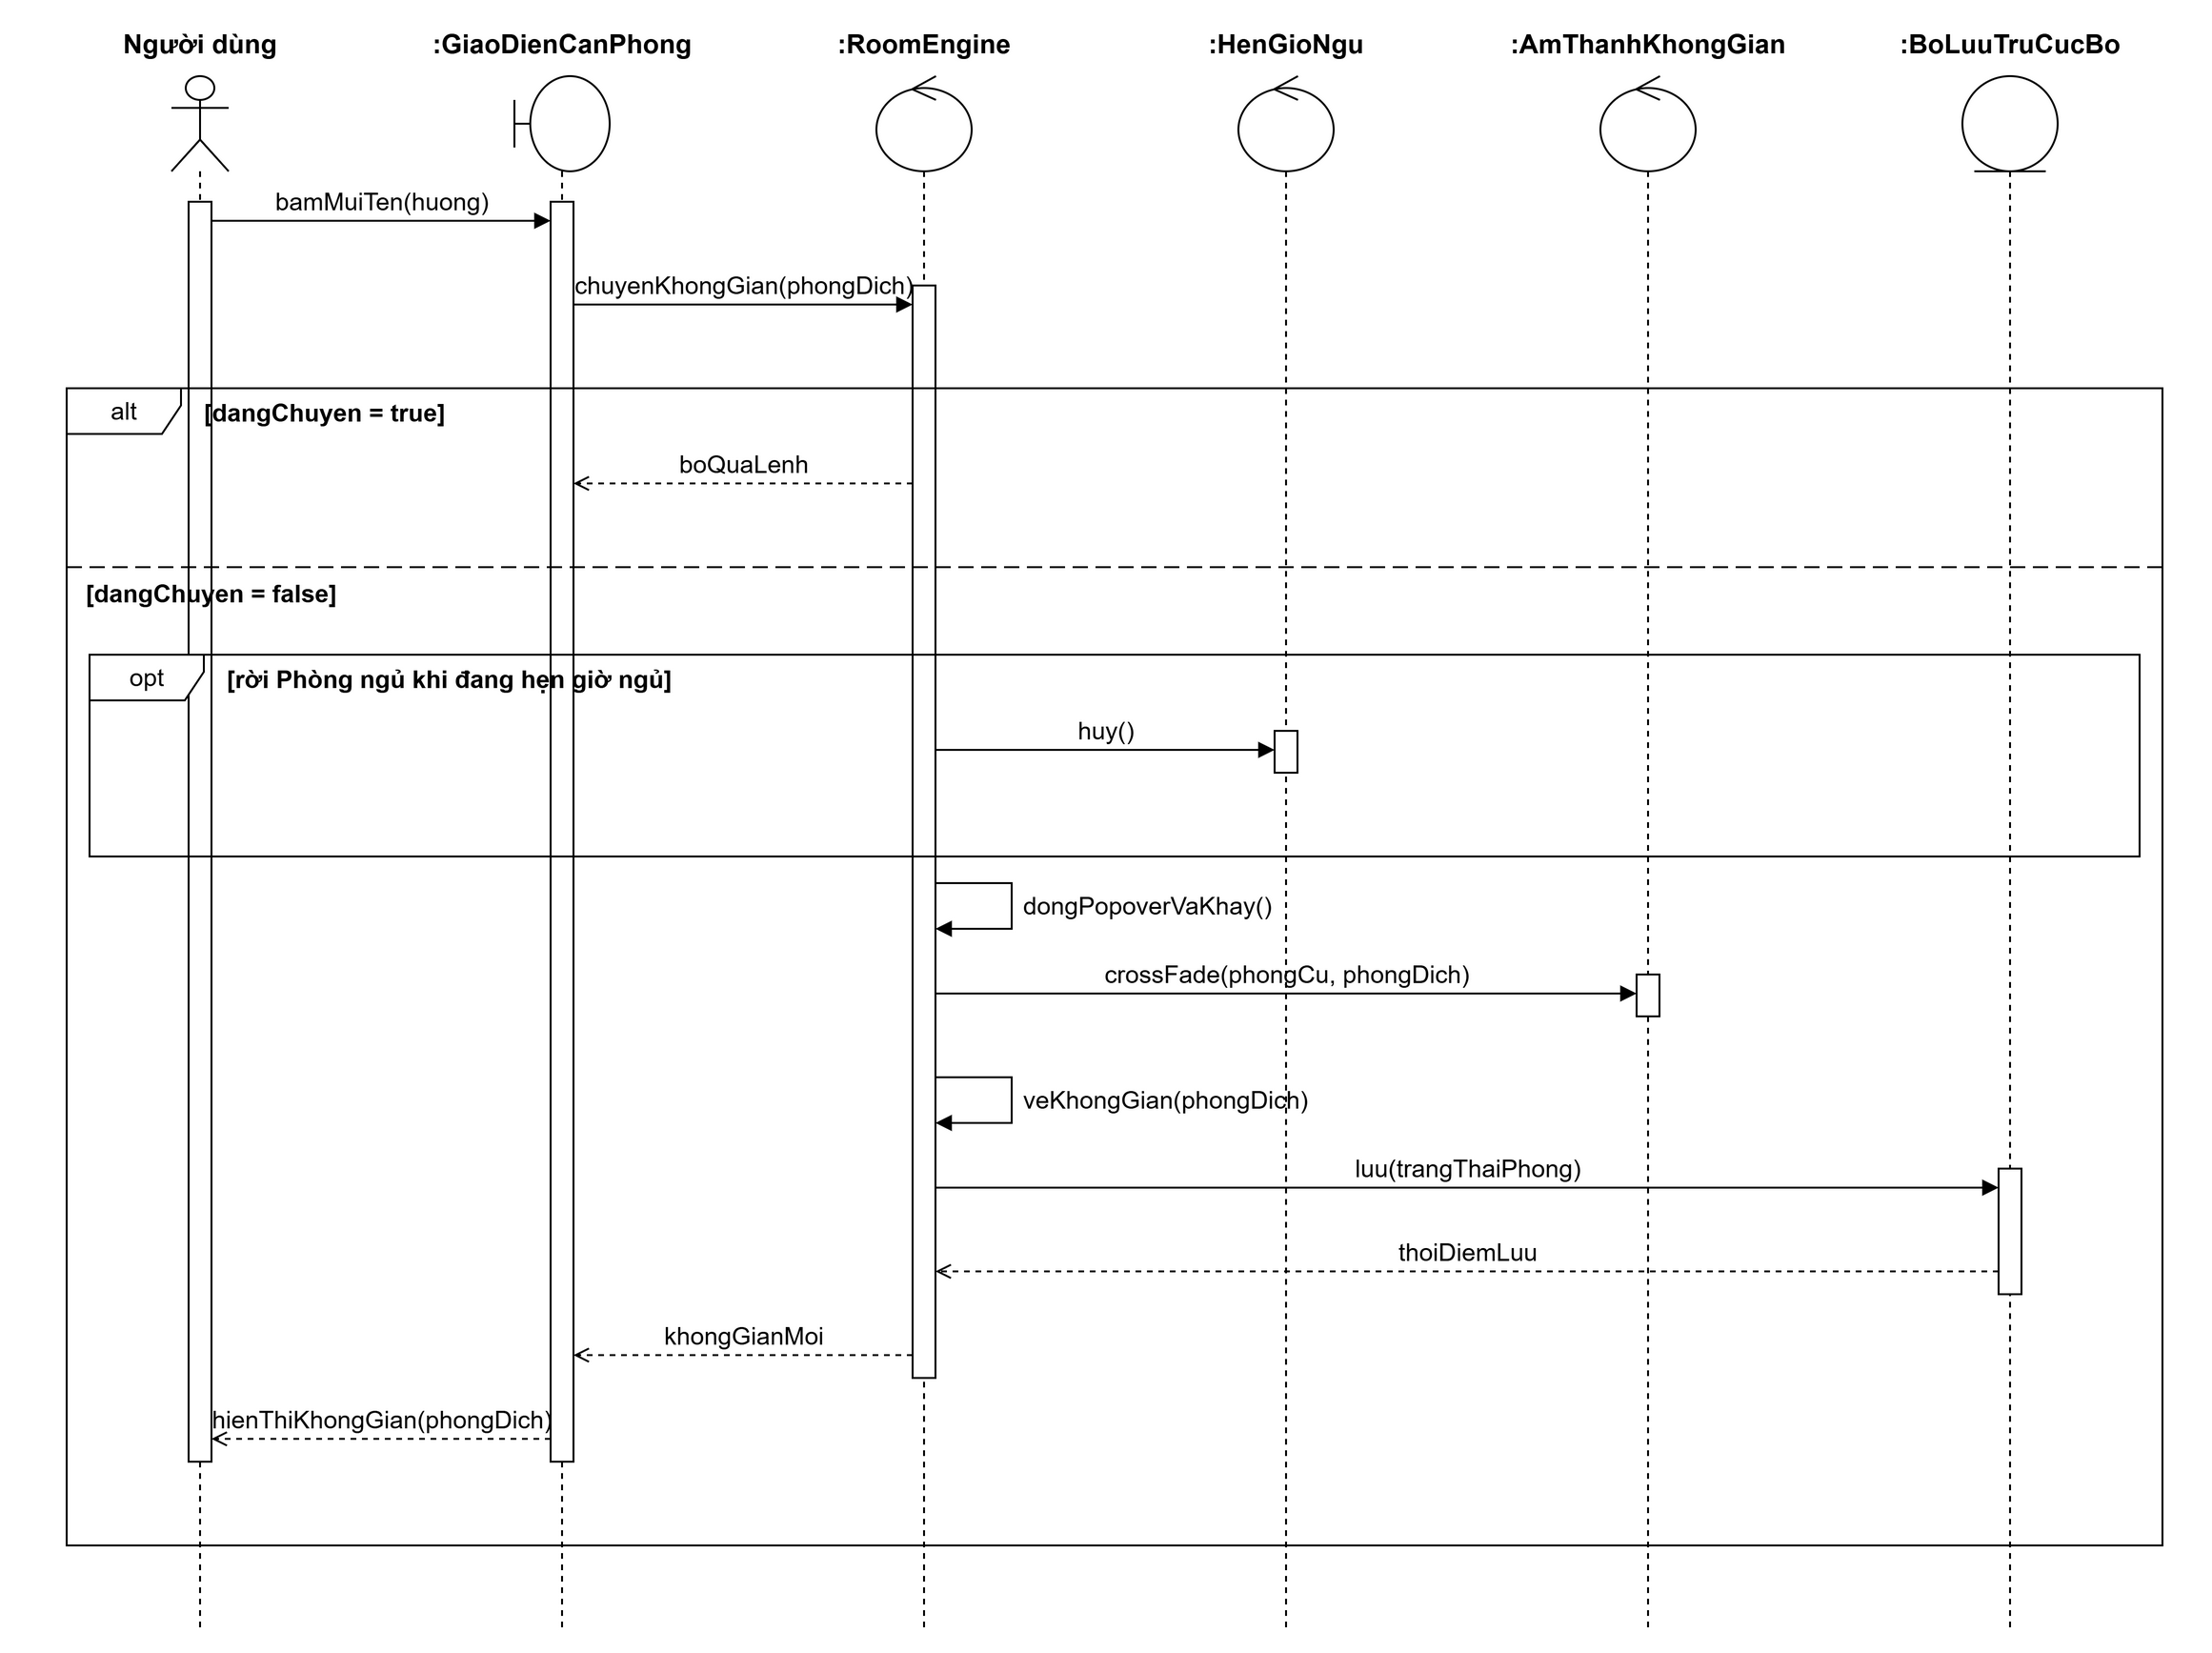 Người dùng
:GiaoDienCanPhong
:RoomEngine
:HenGioNgu
:AmThanhKhongGian
:BoLuuTruCucBo
bamMuiTen(huong)
chuyenKhongGian(phongDich)
alt
[dangChuyen = true]
boQuaLenh
[dangChuyen = false]
opt
[rời Phòng ngủ khi đang hẹn giờ ngủ]
huy()
dongPopoverVaKhay()
crossFade(phongCu, phongDich)
veKhongGian(phongDich)
luu(trangThaiPhong)
thoiDiemLuu
khongGianMoi
hienThiKhongGian(phongDich)